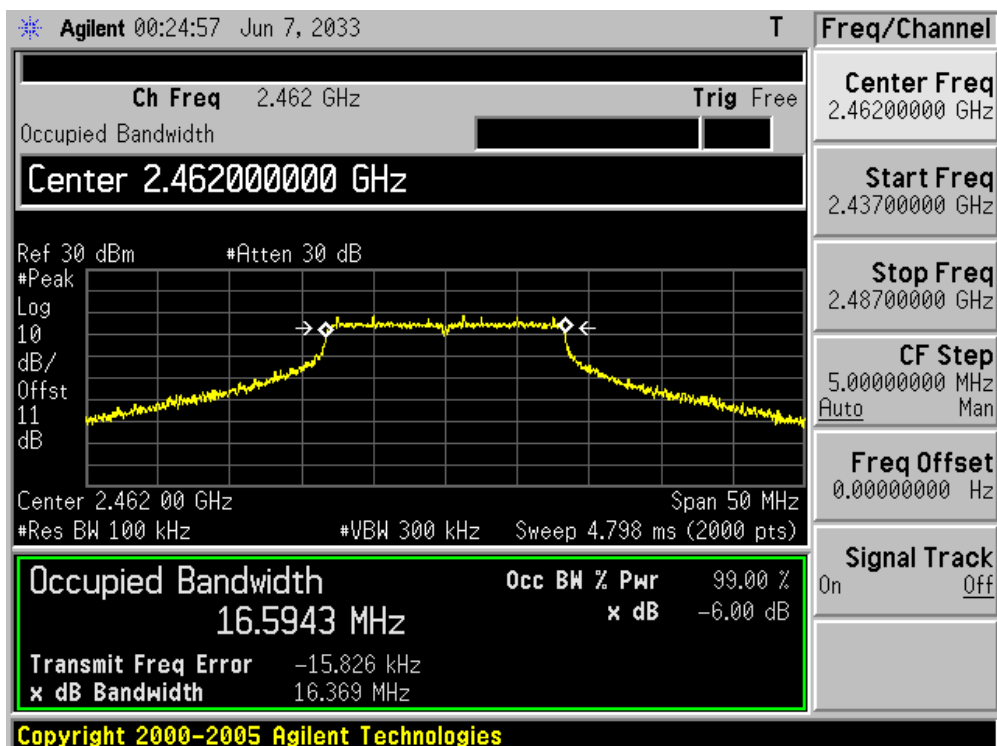 Agilent 00:24:57 Jun 7, 2033 T
Ch Freq 2.462 GHz Trig Free
Occupied Bandwidth
Center 2.462000000 GHz
Ref 30 dBm #Atten 30 dB
#Peak
Log
10
dB/
Offst
11
dB
Center 2.462 00 GHz Span 50 MHz
#Res BW 100 kHz #VBW 300 kHz Sweep 4.798 ms (2000 pts)
Occupied Bandwidth Occ BW % Pwr 99.00 %
16.5943 MHz x dB -6.00 dB
Transmit Freq Error -15.826 kHz
x dB Bandwidth 16.369 MHz
Copyright 2000-2005 Agilent Technologies
Freq/Channel
Center Freq
2.46200000 GHz
Start Freq
2.43700000 GHz
Stop Freq
2.48700000 GHz
CF Step
5.00000000 MHz
Auto Man
Freq Offset
0.00000000 Hz
Signal Track
On Off